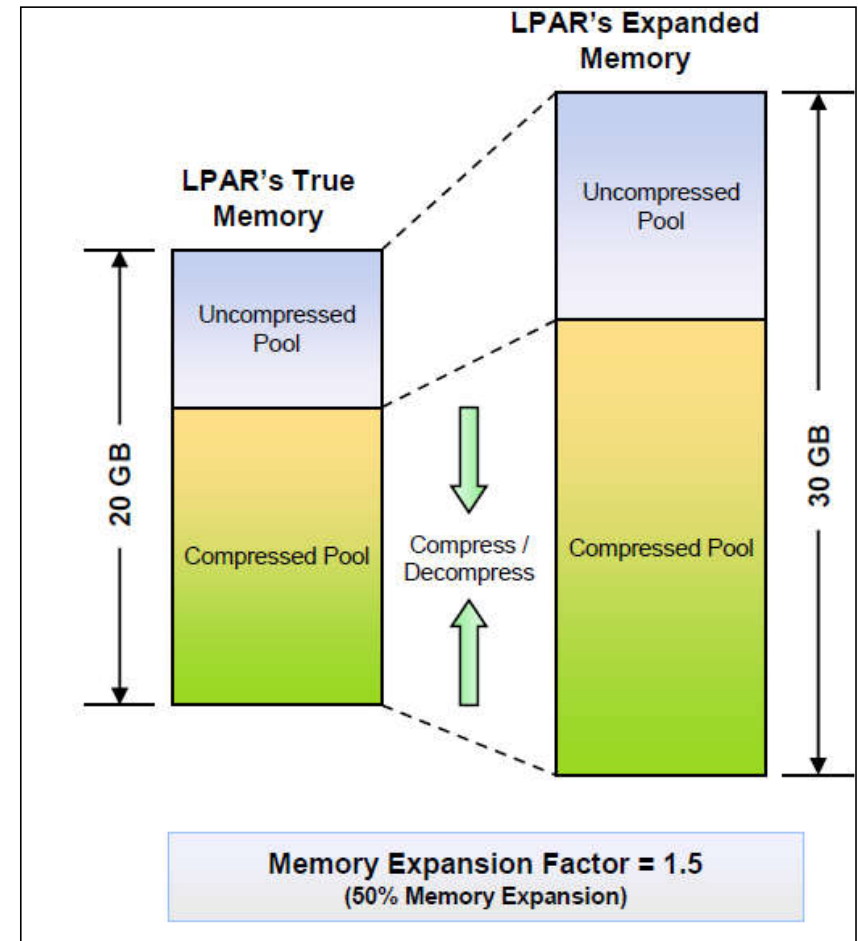 LPAR's Expanded
Memory
LPAR's True
Memory
Uncompressed
Pool
Uncompressed
Pool
20 GB
30 GB
Compressed Pool
Compress /
Decompress
Compressed Pool
Memory Expansion Factor = 1.5
(50% Memory Expansion)